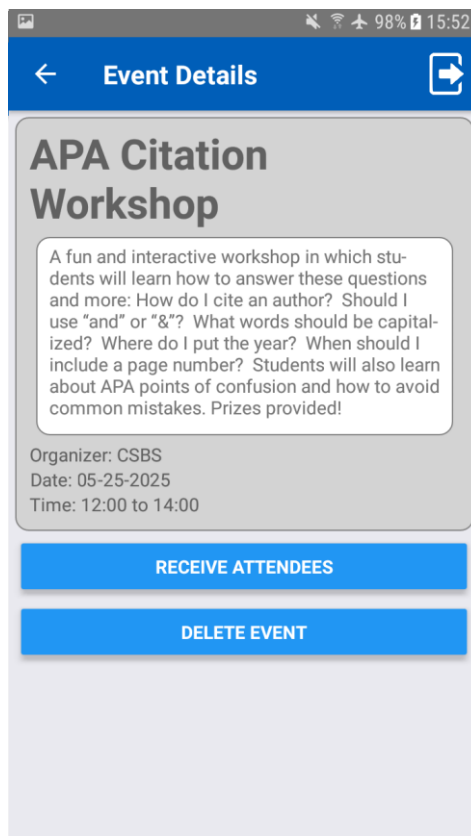 98% 15:52
Event Details
APA Citation
Workshop
A fun and interactive workshop in which stu-
dents will learn how to answer these questions
and more: How do I cite an author?  Should I
use “and” or “&”?  What words should be capital-
ized?  Where do I put the year?  When should I
include a page number?  Students will also learn
about APA points of confusion and how to avoid
common mistakes. Prizes provided!
Organizer: CSBS
Date: 05-25-2025
Time: 12:00 to 14:00
RECEIVE ATTENDEES
DELETE EVENT